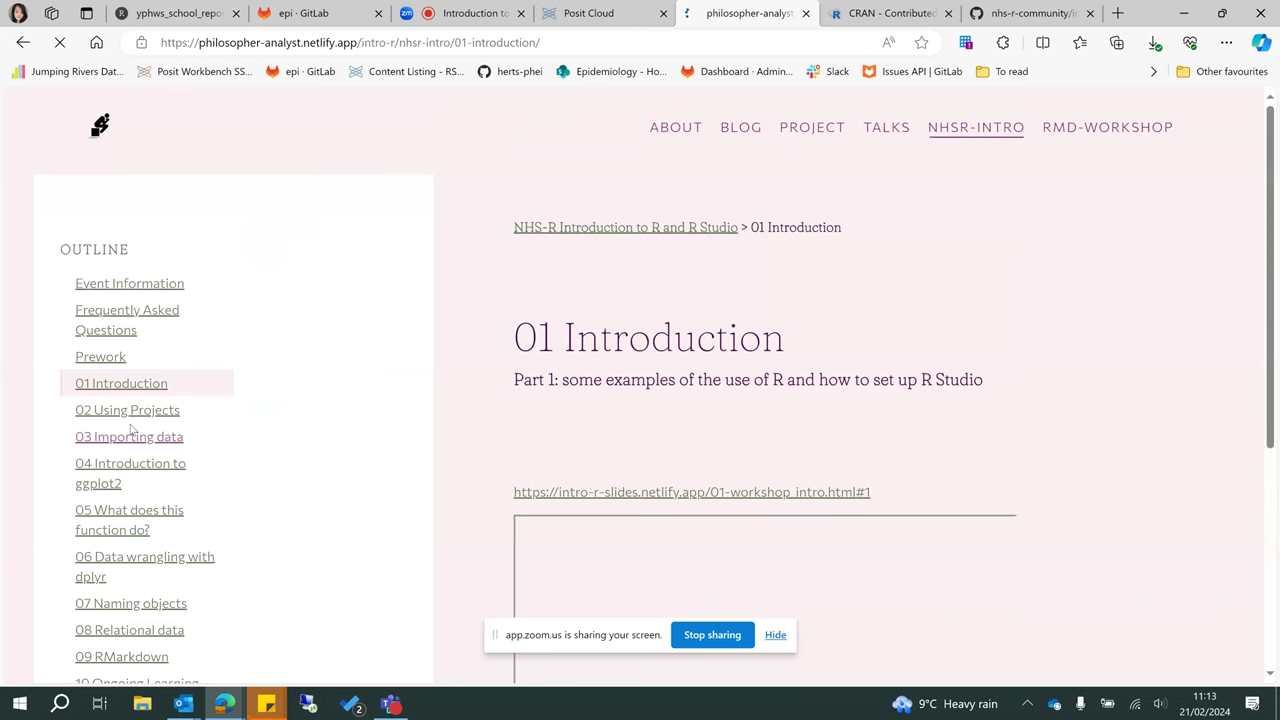 yphws_school_repo
epi · GitLab
Introduction to
Posit Cloud
philosopher-analyst
CRAN - Contributed
nhs-r-community/in
https://philosopher-analyst.netlify.app/intro-r/nhsr-intro/01-introduction/
Jumping Rivers Dat...
Posit Workbench SS...
epi · GitLab
Content Listing - RS...
herts-phei
Epidemiology - Ho...
Dashboard · Admin...
Slack
Issues API | GitLab
To read
Other favourites
ABOUT
BLOG
PROJECT
TALKS
NHSR-INTRO
RMD-WORKSHOP
OUTLINE
Event Information
Frequently Asked
Questions
Prework
01 Introduction
02 Using Projects
03 Importing data
04 Introduction to
ggplot2
05 What does this
function do?
06 Data wrangling with
dplyr
07 Naming objects
08 Relational data
09 RMarkdown
10 Ongoing Learning
NHS-R Introduction to R and R Studio > 01 Introduction
01 Introduction
Part 1: some examples of the use of R and how to set up R Studio
https://intro-r-slides.netlify.app/01-workshop_intro.html#1
app.zoom.us is sharing your screen.
Stop sharing
Hide
2
9°C Heavy rain
11:13
21/02/2024